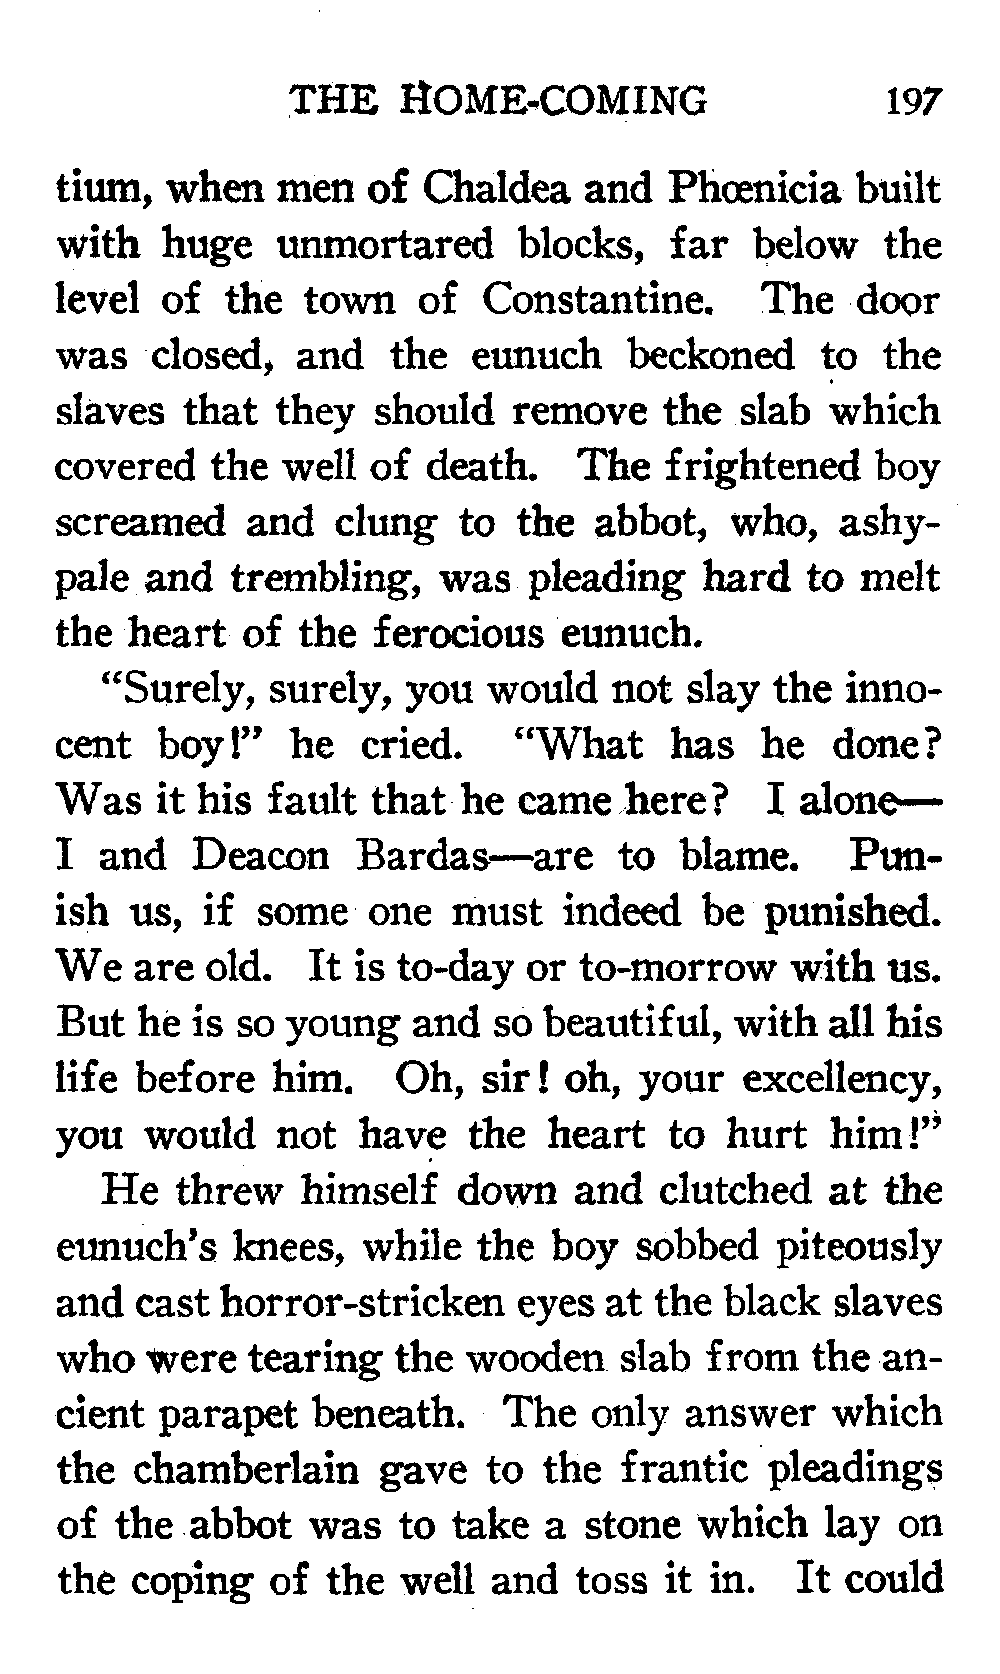 THE HOME-COMING 197
tium, when men of Chaldea and Phœnicia built
with huge unmortared blocks, far below the
level of the town of Constantine. The door
was closed, and the eunuch beckoned to the
slaves that they should remove the slab which
covered the well of death. The frightened boy
screamed and clung to the abbot, who, ashy-
pale and trembling, was pleading hard to melt
the heart of the ferocious eunuch.
“Surely, surely, you would not slay the inno-
cent boy!” he cried. “What has he done?
Was it his fault that he came here? I alone—
I and Deacon Bardas—are to blame. Pun-
ish us, if some one must indeed be punished.
We are old. It is to-day or to-morrow with us.
But he is so young and so beautiful, with all his
life before him. Oh, sir! oh, your excellency,
you would not have the heart to hurt him!”
He threw himself down and clutched at the
eunuch's knees, while the boy sobbed piteously
and cast horror-stricken eyes at the black slaves
who were tearing the wooden slab from the an-
cient parapet beneath. The only answer which
the chamberlain gave to the frantic pleadings
of the abbot was to take a stone which lay on
the coping of the well and toss it in. It could